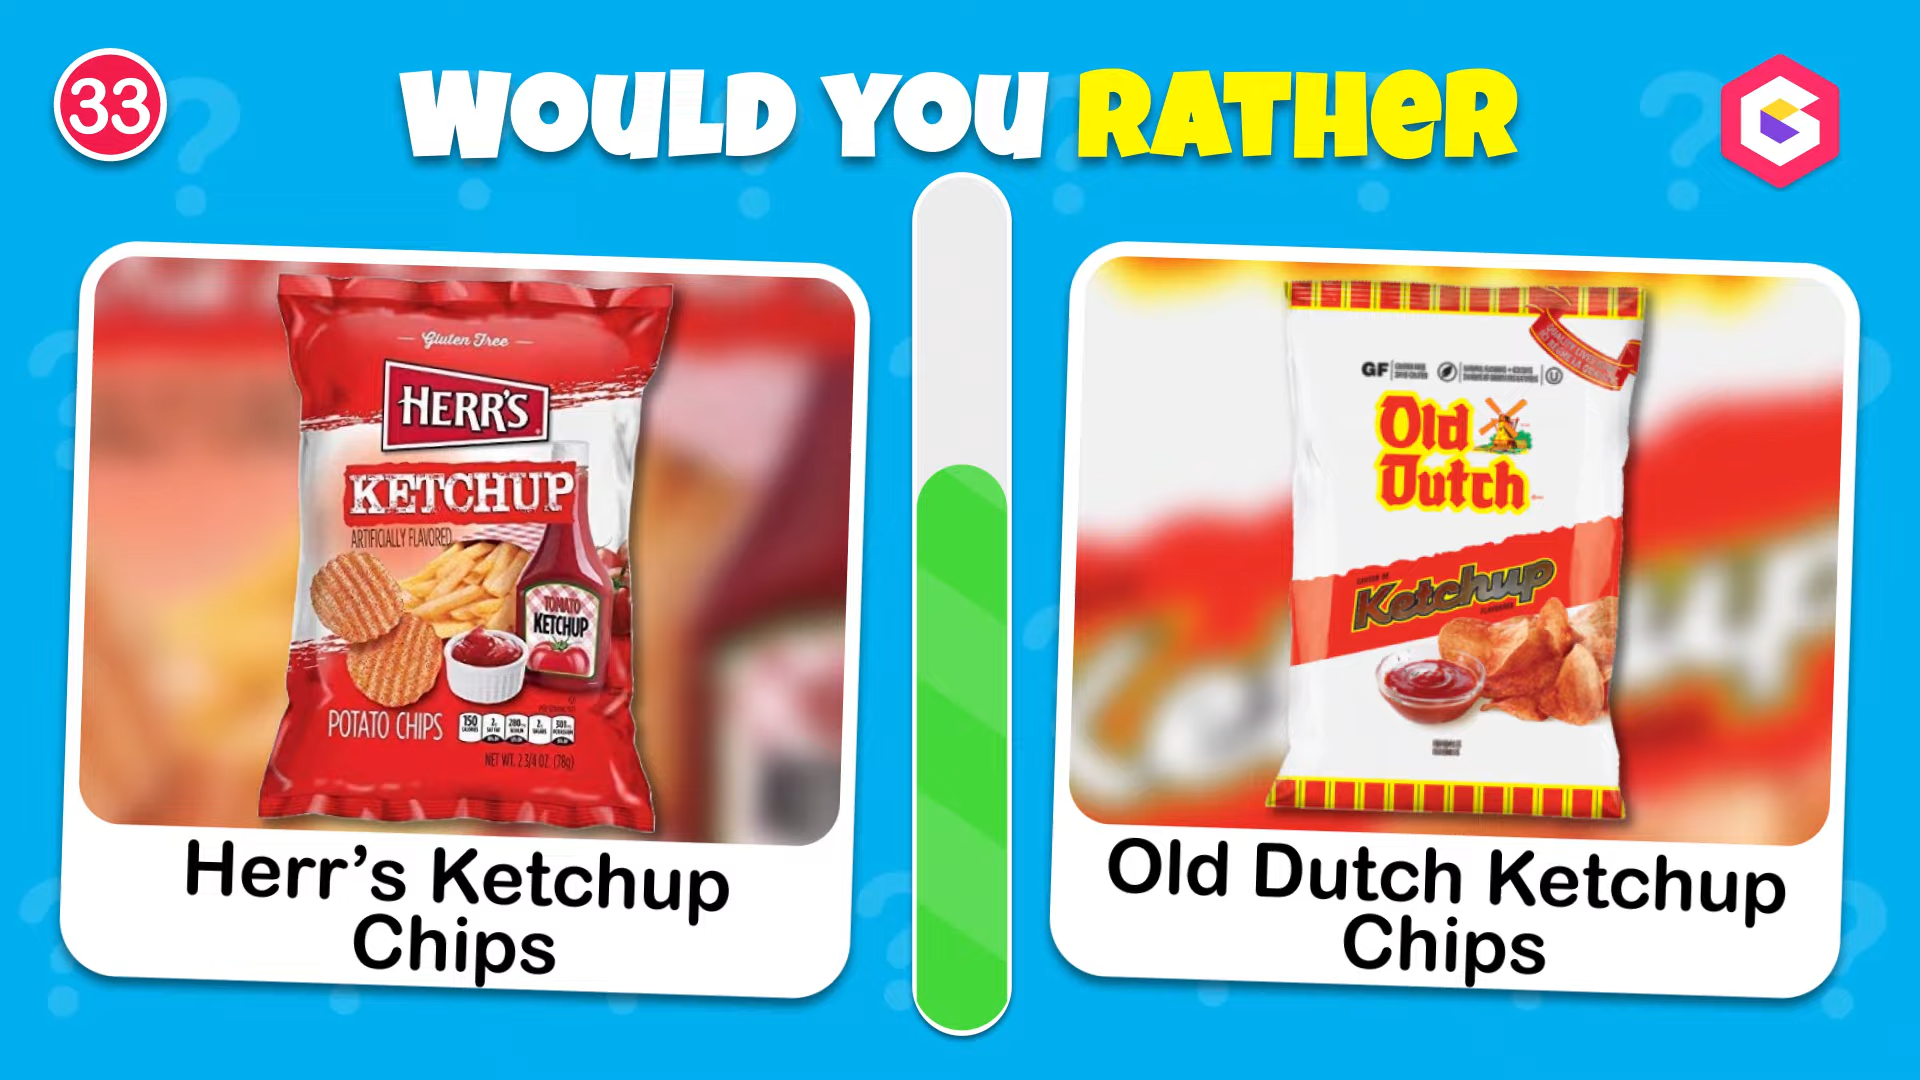 33
WOULD YOU RATHER
Gluten Free
HERR'S
KETCHUP
ARTIFICIALLY FLAVORED
TOMATO
KETCHUP
POTATO CHIPS
NET WT. 2-3/4 OZ. (78g)
GF
Old
Dutch
Ketchup
Herr's Ketchup
Chips
Old Dutch Ketchup
Chips